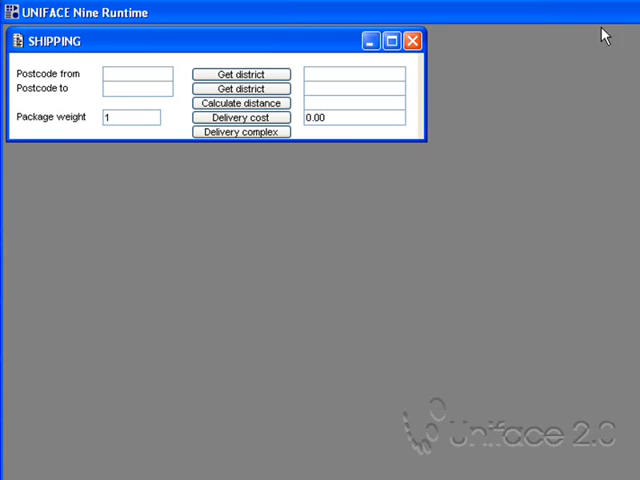 UNIFACE Nine Runtime
SHIPPING
Postcode from Get district
Postcode to Get district
Calculate distance
Package weight 1 Delivery cost 0.00
Delivery complex
Uniface 2.0